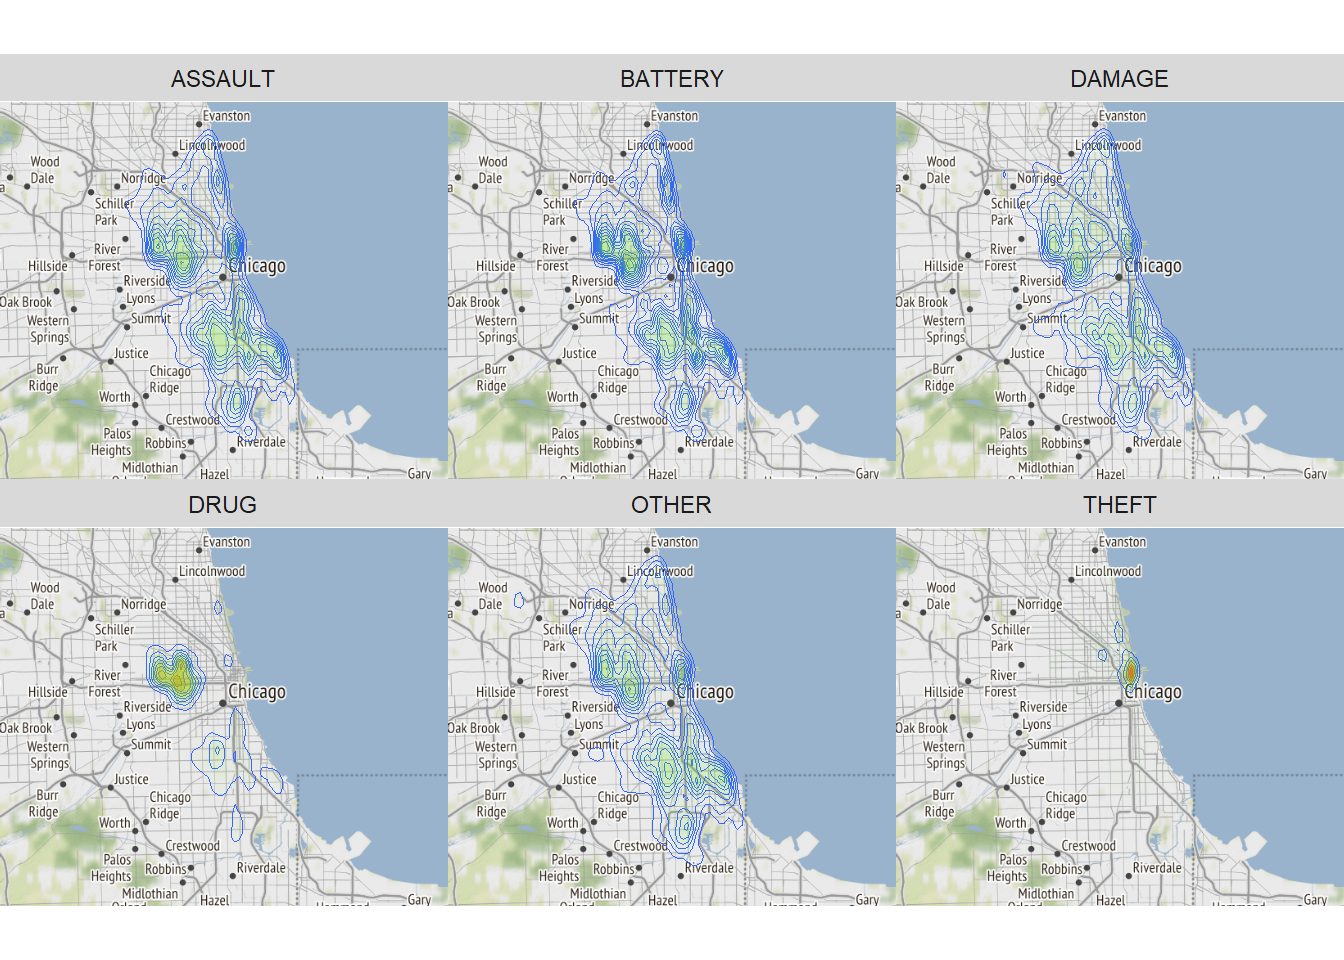 ASSAULT
BATTERY
DAMAGE
Evanston
Lincolnwood
Wood
Dale
Norridge
a
Schiller
Park
River
Forest
Hillside
Chicago
Riverside
Oak Brook
Lyons
Western
Springs
Summit
Justice
Burr
Ridge
Chicago
Ridge
Worth
Crestwood
Palos
Heights
Robbins
Riverdale
Midlothian
Hazel
Gary
Evanston
Lincolnwood
Wood
Dale
Norridge
a
Schiller
Park
River
Forest
Hillside
Chicago
Riverside
Oak Brook
Lyons
Western
Springs
Summit
Justice
Burr
Ridge
Chicago
Ridge
Worth
Crestwood
Palos
Heights
Robbins
Riverdale
Midlothian
Hazel
Gary
Evanston
Lincolnwood
Wood
Dale
Norridge
a
Schiller
Park
River
Forest
Hillside
Chicago
Riverside
Oak Brook
Lyons
Western
Springs
Summit
Justice
Burr
Ridge
Chicago
Ridge
Worth
Crestwood
Palos
Heights
Robbins
Riverdale
Midlothian
Hazel
Gary
DRUG
OTHER
THEFT
Evanston
Lincolnwood
Wood
Dale
Norridge
a
Schiller
Park
River
Forest
Hillside
Chicago
Riverside
Oak Brook
Lyons
Western
Springs
Summit
Justice
Burr
Ridge
Chicago
Ridge
Worth
Crestwood
Palos
Heights
Robbins
Riverdale
Midlothian
Hazel
Gary
Evanston
Lincolnwood
Wood
Dale
Norridge
a
Schiller
Park
River
Forest
Hillside
Chicago
Riverside
Oak Brook
Lyons
Western
Springs
Summit
Justice
Burr
Ridge
Chicago
Ridge
Worth
Crestwood
Palos
Heights
Robbins
Riverdale
Midlothian
Hazel
Gary
Evanston
Lincolnwood
Wood
Dale
Norridge
a
Schiller
Park
River
Forest
Hillside
Chicago
Riverside
Oak Brook
Lyons
Western
Springs
Summit
Justice
Burr
Ridge
Chicago
Ridge
Worth
Crestwood
Palos
Heights
Robbins
Riverdale
Midlothian
Hazel
Gary